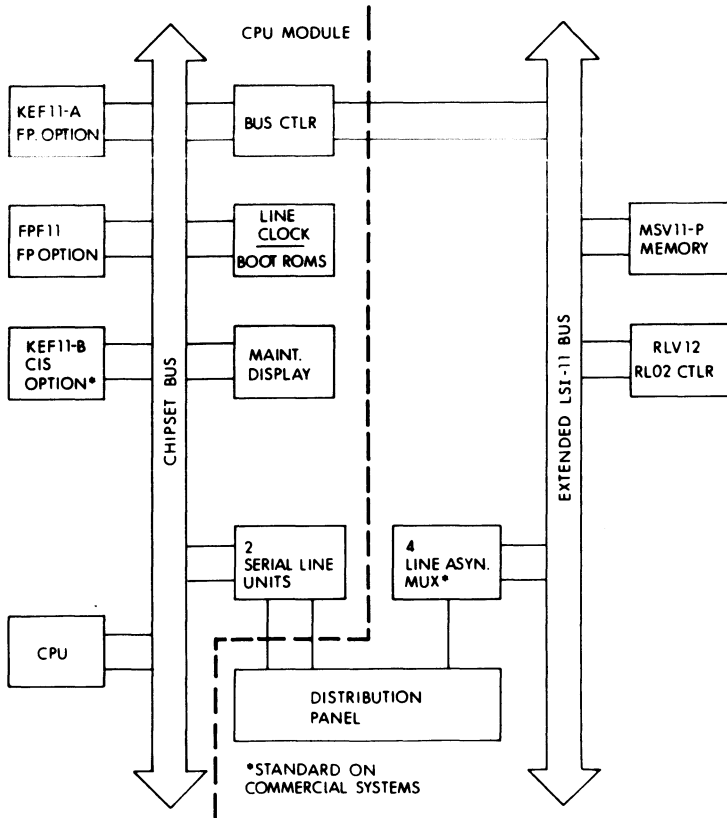 CPU MODULE
KEF11-A
FP. OPTION
BUS CTLR
FPF11
FP OPTION
LINE
CLOCK
BOOT ROMS
MSV11-P
MEMORY
KEF11-B
CIS
OPTION*
MAINT.
DISPLAY
RLV12
RL02 CTLR
CHIPSET BUS
EXTENDED LSI-11 BUS
2
SERIAL LINE
UNITS
4
LINE ASYN.
MUX*
CPU
DISTRIBUTION
PANEL
*STANDARD ON
COMMERCIAL SYSTEMS